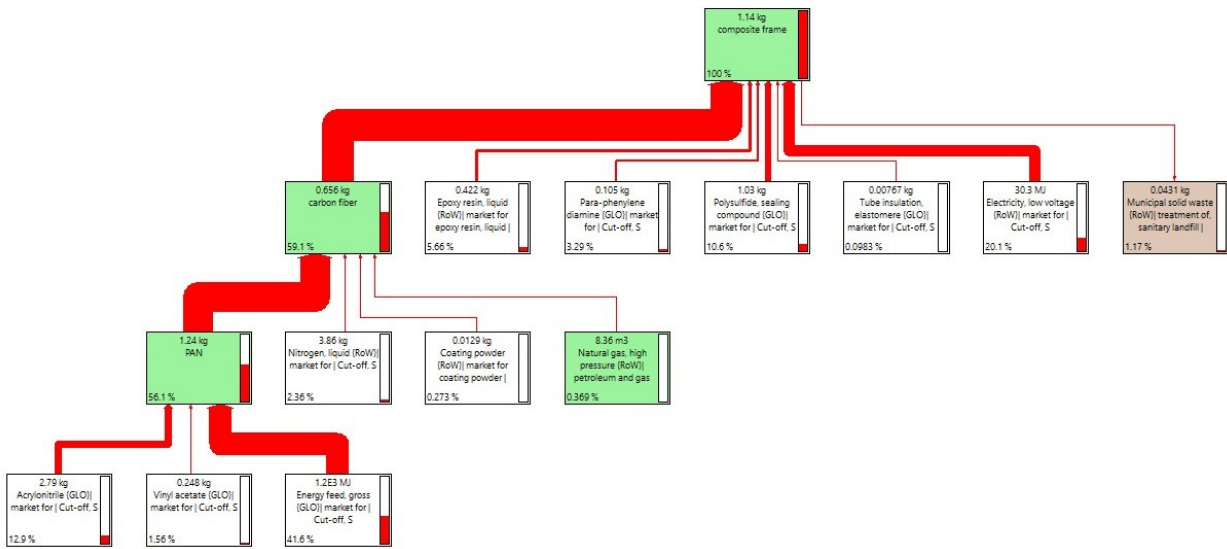 1.14 kg
composite frame
100 %
0.656 kg
carbon fiber
59.1 %
0.422 kg
Epoxy resin, liquid
{RoW}| market for
epoxy resin, liquid |
5.66 %
0.105 kg
Para-phenylene
diamine {GLO}| market
for | Cut-off, S
3.29 %
1.03 kg
Polysulfide, sealing
compound {GLO}|
market for | Cut-off, S
10.6 %
0.00767 kg
Tube insulation,
elastomere {GLO}|
market for | Cut-off, S
0.0983 %
30.3 MJ
Electricity, low voltage
{RoW}| market for |
Cut-off, S
20.1 %
0.0431 kg
Municipal solid waste
{RoW}| treatment of,
sanitary landfill |
1.17 %
1.24 kg
PAN
56.1 %
3.86 kg
Nitrogen, liquid {RoW}|
market for | Cut-off, S
2.36 %
0.0129 kg
Coating powder
{RoW}| market for
coating powder |
0.273 %
8.36 m3
Natural gas, high
pressure {RoW}|
petroleum and gas
0.369 %
2.79 kg
Acrylonitrile {GLO}|
market for | Cut-off, S
12.9 %
0.248 kg
Vinyl acetate {GLO}|
market for | Cut-off, S
1.56 %
1.2E3 MJ
Energy feed, gross
{GLO}| market for |
Cut-off, S
41.6 %